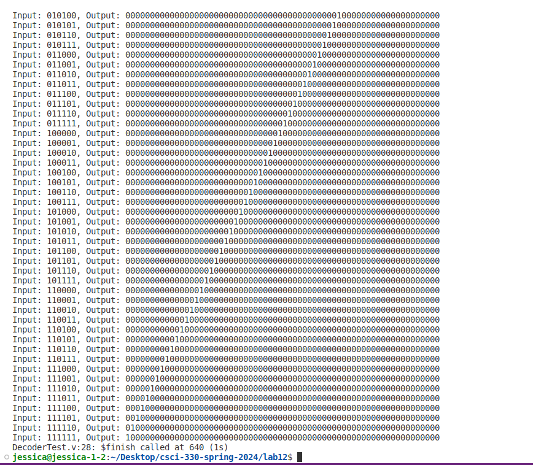 Input: 010100, Output: 0000000000000000000000000000000000000000000100000000000000000000
Input: 010101, Output: 0000000000000000000000000000000000000000001000000000000000000000
Input: 010110, Output: 0000000000000000000000000000000000000000010000000000000000000000
Input: 010111, Output: 0000000000000000000000000000000000000000100000000000000000000000
Input: 011000, Output: 0000000000000000000000000000000000000001000000000000000000000000
Input: 011001, Output: 0000000000000000000000000000000000000010000000000000000000000000
Input: 011010, Output: 0000000000000000000000000000000000000100000000000000000000000000
Input: 011011, Output: 0000000000000000000000000000000000001000000000000000000000000000
Input: 011100, Output: 0000000000000000000000000000000000010000000000000000000000000000
Input: 011101, Output: 0000000000000000000000000000000000100000000000000000000000000000
Input: 011110, Output: 0000000000000000000000000000000001000000000000000000000000000000
Input: 011111, Output: 0000000000000000000000000000000010000000000000000000000000000000
Input: 100000, Output: 0000000000000000000000000000000100000000000000000000000000000000
Input: 100001, Output: 0000000000000000000000000000001000000000000000000000000000000000
Input: 100010, Output: 0000000000000000000000000000010000000000000000000000000000000000
Input: 100011, Output: 0000000000000000000000000000100000000000000000000000000000000000
Input: 100100, Output: 0000000000000000000000000001000000000000000000000000000000000000
Input: 100101, Output: 0000000000000000000000000010000000000000000000000000000000000000
Input: 100110, Output: 0000000000000000000000000100000000000000000000000000000000000000
Input: 100111, Output: 0000000000000000000000001000000000000000000000000000000000000000
Input: 101000, Output: 0000000000000000000000010000000000000000000000000000000000000000
Input: 101001, Output: 0000000000000000000000100000000000000000000000000000000000000000
Input: 101010, Output: 0000000000000000000001000000000000000000000000000000000000000000
Input: 101011, Output: 0000000000000000000010000000000000000000000000000000000000000000
Input: 101100, Output: 0000000000000000000100000000000000000000000000000000000000000000
Input: 101101, Output: 0000000000000000001000000000000000000000000000000000000000000000
Input: 101110, Output: 0000000000000000010000000000000000000000000000000000000000000000
Input: 101111, Output: 0000000000000000100000000000000000000000000000000000000000000000
Input: 110000, Output: 0000000000000001000000000000000000000000000000000000000000000000
Input: 110001, Output: 0000000000000010000000000000000000000000000000000000000000000000
Input: 110010, Output: 0000000000000100000000000000000000000000000000000000000000000000
Input: 110011, Output: 0000000000001000000000000000000000000000000000000000000000000000
Input: 110100, Output: 0000000000010000000000000000000000000000000000000000000000000000
Input: 110101, Output: 0000000000100000000000000000000000000000000000000000000000000000
Input: 110110, Output: 0000000001000000000000000000000000000000000000000000000000000000
Input: 110111, Output: 0000000010000000000000000000000000000000000000000000000000000000
Input: 111000, Output: 0000000100000000000000000000000000000000000000000000000000000000
Input: 111001, Output: 0000001000000000000000000000000000000000000000000000000000000000
Input: 111010, Output: 0000010000000000000000000000000000000000000000000000000000000000
Input: 111011, Output: 0000100000000000000000000000000000000000000000000000000000000000
Input: 111100, Output: 0001000000000000000000000000000000000000000000000000000000000000
Input: 111101, Output: 0010000000000000000000000000000000000000000000000000000000000000
Input: 111110, Output: 0100000000000000000000000000000000000000000000000000000000000000
Input: 111111, Output: 1000000000000000000000000000000000000000000000000000000000000000
DecoderTest.v:28: $finish called at 640 (1s)
jessica@jessica-1-2:~/Desktop/csci-330-spring-2024/lab12$